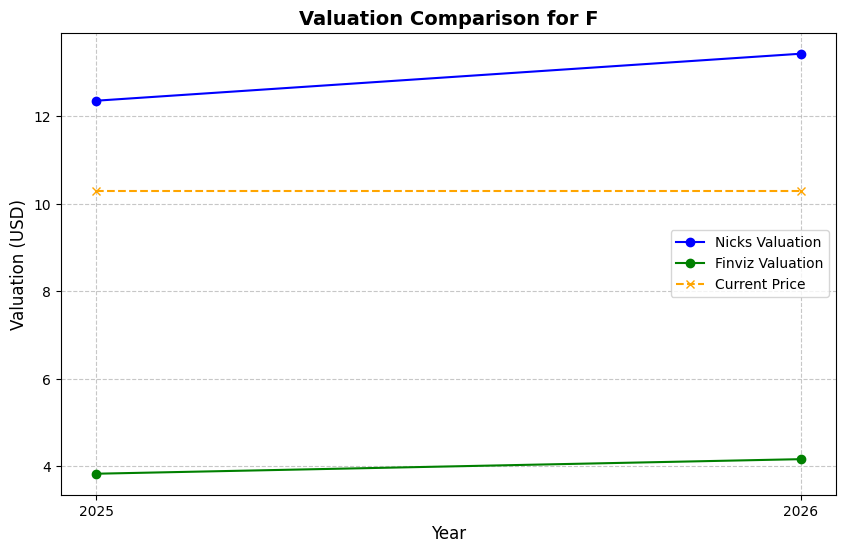 Valuation Comparison for F
Valuation (USD)
12
10
8
6
4
Nicks Valuation
Finviz Valuation
Current Price
2025
2026
Year